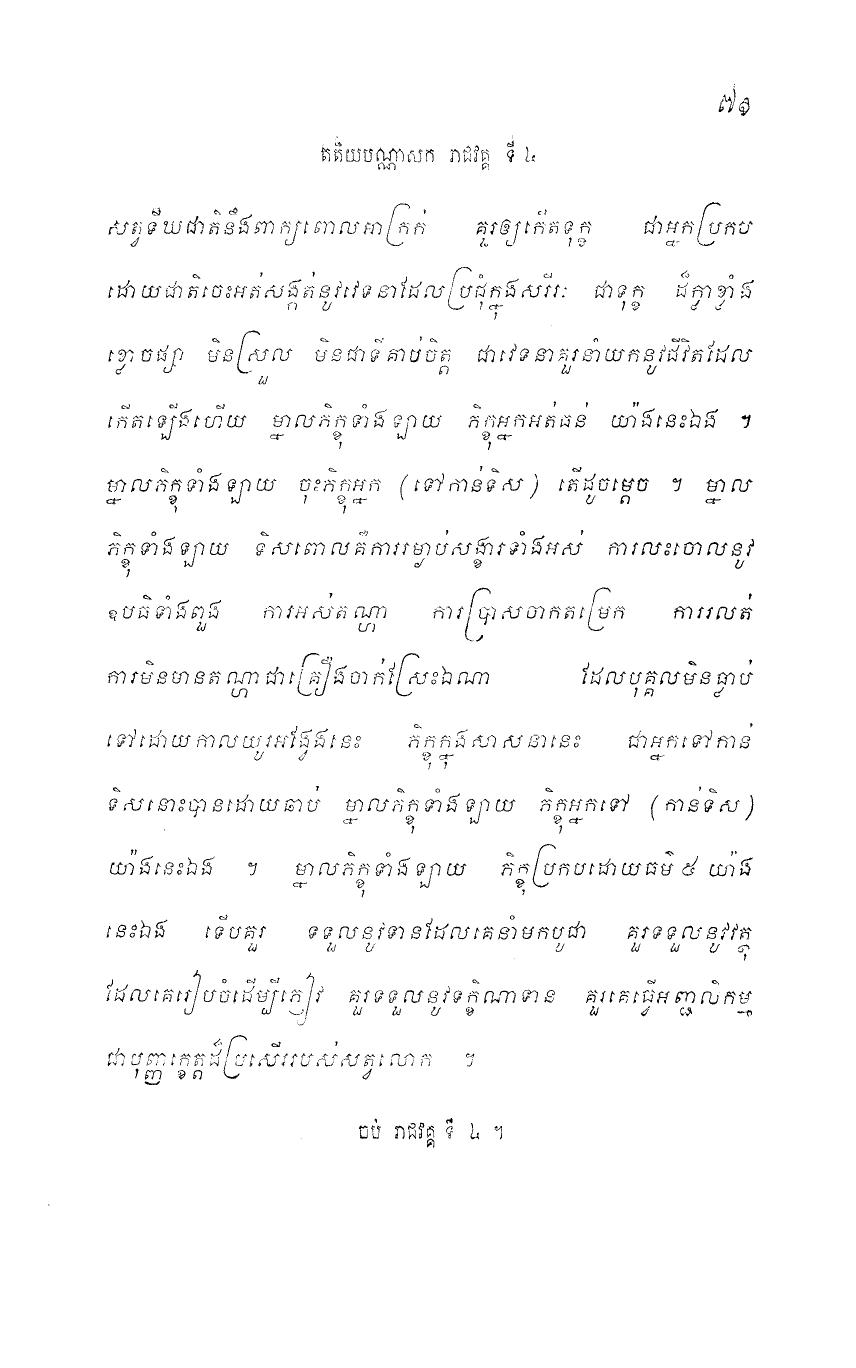 ៧១
តតិយបណ្ណាសក រាជវគ្គ ទី ៤
សត្វទីឃជាតិនឹងពាក្យពោលអាក្រក់ គួរឲ្យកើតទុក្ខ ជាអ្នកប្រកប
ដោយជាតិចេះអត់សង្កត់នូវវេទនាដែលប្រជុំក្នុងសរីរៈ ជាទុក្ខ ដ៏ក្លាខ្លាំង
ខ្លោចផ្សា មិនស្រួល មិនជាទីគាប់ចិត្ត ជាវេទនាគួរនាំយកនូវជីវិតដែល
កើតឡើងហើយ ម្នាលភិក្ខុទាំងឡាយ ភិក្ខុអ្នកអត់ធន់ យ៉ាងនេះឯង ។
ម្នាលភិក្ខុទាំងឡាយ ចុះភិក្ខុអ្នក (ទៅកាន់ទិស) តើដូចម្តេច ។ ម្នាល
ភិក្ខុទាំងឡាយ ទិសពោលគឺការរម្ងាប់សង្ខារទាំងអស់ ការលះចោលនូវ
ឧបធិទាំងពួង ការអស់តណ្ហា ការប្រាសចាកតម្រេក ការរលត់
ការមិនមានតណ្ហាជាគ្រឿងចាក់ស្រែះឯណា ដែលបុគ្គលមិនធ្លាប់
ទៅដោយកាលយូរអង្វែងនេះ ភិក្ខុក្នុងសាសនានេះ ជាអ្នកទៅកាន់
ទិសនោះបានដោយឆាប់ ម្នាលភិក្ខុទាំងឡាយ ភិក្ខុអ្នកទៅ (កាន់ទិស)
យ៉ាងនេះឯង ។ ម្នាលភិក្ខុទាំងឡាយ ភិក្ខុប្រកបដោយធម៌ ៥ យ៉ាង
នេះឯង ទើបគួរ ទទួលនូវទានដែលគេនាំមកបូជា គួរទទួលនូវវត្ថុ
ដែលគេរៀបចំដើម្បីភ្ញៀវ គួរទទួលនូវទក្ខិណាទាន គួរគេធ្វើអញ្ជលិកម្ម
ជាបុញ្ញក្ខេត្តដ៏ប្រសើររបស់សត្វលោក ។
ចប់ រាជវគ្គ ទី ៤ ។